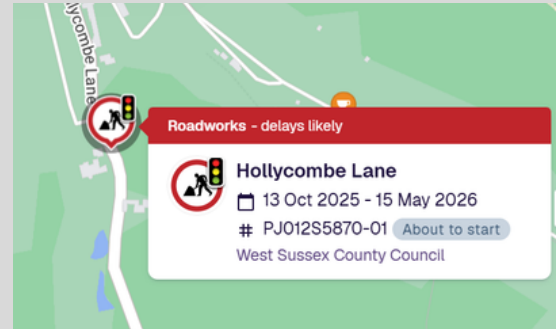 lycombe Lane
Roadworks - delays likely
Hollycombe Lane
13 Oct 2025 - 15 May 2026
# PJ012S5870-01 About to start
West Sussex County Council